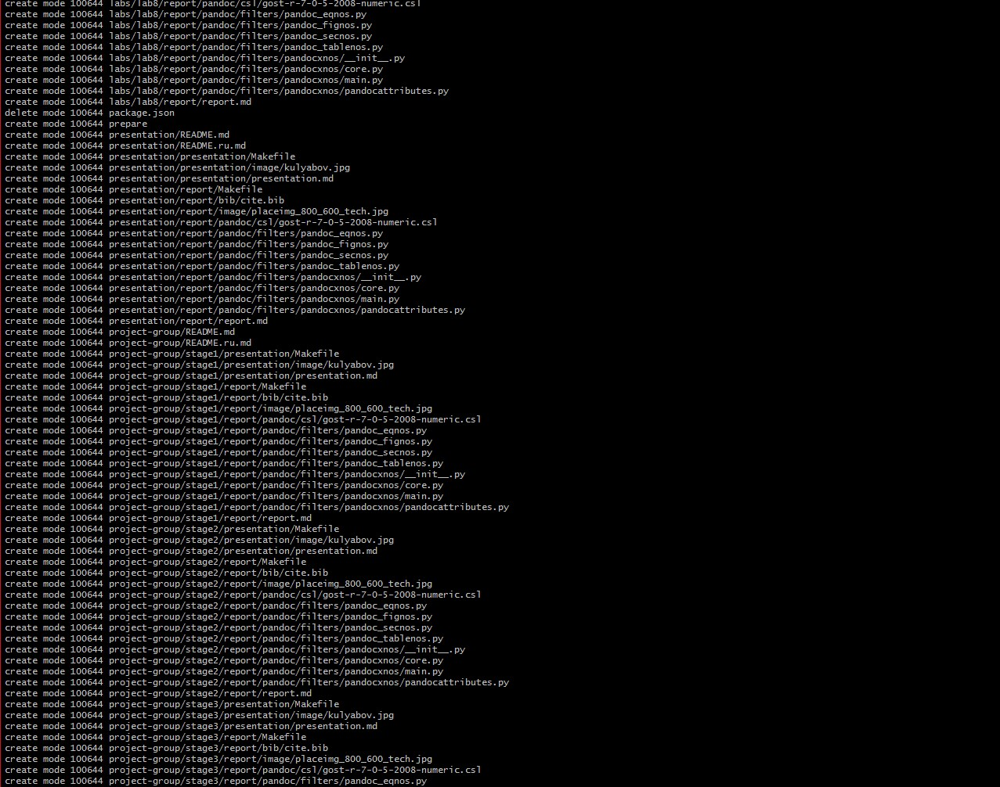 create mode 100644 labs/lab8/report/pandoc/csl/gost-r-7-0-5-2008-numeric.csl
create mode 100644 labs/lab8/report/pandoc/filters/pandoc_eqnos.py
create mode 100644 labs/lab8/report/pandoc/filters/pandoc_fignos.py
create mode 100644 labs/lab8/report/pandoc/filters/pandoc_secnos.py
create mode 100644 labs/lab8/report/pandoc/filters/pandoc_tablenos.py
create mode 100644 labs/lab8/report/pandoc/filters/pandocxnos/__init__.py
create mode 100644 labs/lab8/report/pandoc/filters/pandocxnos/core.py
create mode 100644 labs/lab8/report/pandoc/filters/pandocxnos/main.py
create mode 100644 labs/lab8/report/pandoc/filters/pandocxnos/pandocattributes.py
create mode 100644 labs/lab8/report/report.md
delete mode 100644 package.json
create mode 100644 prepare
create mode 100644 presentation/README.md
create mode 100644 presentation/README.ru.md
create mode 100644 presentation/presentation/Makefile
create mode 100644 presentation/presentation/image/kulyabov.jpg
create mode 100644 presentation/presentation/presentation.md
create mode 100644 presentation/report/Makefile
create mode 100644 presentation/report/bib/cite.bib
create mode 100644 presentation/report/image/placeimg_800_600_tech.jpg
create mode 100644 presentation/report/pandoc/csl/gost-r-7-0-5-2008-numeric.csl
create mode 100644 presentation/report/pandoc/filters/pandoc_eqnos.py
create mode 100644 presentation/report/pandoc/filters/pandoc_fignos.py
create mode 100644 presentation/report/pandoc/filters/pandoc_secnos.py
create mode 100644 presentation/report/pandoc/filters/pandoc_tablenos.py
create mode 100644 presentation/report/pandoc/filters/pandocxnos/__init__.py
create mode 100644 presentation/report/pandoc/filters/pandocxnos/core.py
create mode 100644 presentation/report/pandoc/filters/pandocxnos/main.py
create mode 100644 presentation/report/pandoc/filters/pandocxnos/pandocattributes.py
create mode 100644 presentation/report/report.md
create mode 100644 project-group/README.md
create mode 100644 project-group/README.ru.md
create mode 100644 project-group/stage1/presentation/Makefile
create mode 100644 project-group/stage1/presentation/image/kulyabov.jpg
create mode 100644 project-group/stage1/presentation/presentation.md
create mode 100644 project-group/stage1/report/Makefile
create mode 100644 project-group/stage1/report/bib/cite.bib
create mode 100644 project-group/stage1/report/image/placeimg_800_600_tech.jpg
create mode 100644 project-group/stage1/report/pandoc/csl/gost-r-7-0-5-2008-numeric.csl
create mode 100644 project-group/stage1/report/pandoc/filters/pandoc_eqnos.py
create mode 100644 project-group/stage1/report/pandoc/filters/pandoc_fignos.py
create mode 100644 project-group/stage1/report/pandoc/filters/pandoc_secnos.py
create mode 100644 project-group/stage1/report/pandoc/filters/pandoc_tablenos.py
create mode 100644 project-group/stage1/report/pandoc/filters/pandocxnos/__init__.py
create mode 100644 project-group/stage1/report/pandoc/filters/pandocxnos/core.py
create mode 100644 project-group/stage1/report/pandoc/filters/pandocxnos/main.py
create mode 100644 project-group/stage1/report/pandoc/filters/pandocxnos/pandocattributes.py
create mode 100644 project-group/stage1/report/report.md
create mode 100644 project-group/stage2/presentation/Makefile
create mode 100644 project-group/stage2/presentation/image/kulyabov.jpg
create mode 100644 project-group/stage2/presentation/presentation.md
create mode 100644 project-group/stage2/report/Makefile
create mode 100644 project-group/stage2/report/bib/cite.bib
create mode 100644 project-group/stage2/report/image/placeimg_800_600_tech.jpg
create mode 100644 project-group/stage2/report/pandoc/csl/gost-r-7-0-5-2008-numeric.csl
create mode 100644 project-group/stage2/report/pandoc/filters/pandoc_eqnos.py
create mode 100644 project-group/stage2/report/pandoc/filters/pandoc_fignos.py
create mode 100644 project-group/stage2/report/pandoc/filters/pandoc_secnos.py
create mode 100644 project-group/stage2/report/pandoc/filters/pandoc_tablenos.py
create mode 100644 project-group/stage2/report/pandoc/filters/pandocxnos/__init__.py
create mode 100644 project-group/stage2/report/pandoc/filters/pandocxnos/core.py
create mode 100644 project-group/stage2/report/pandoc/filters/pandocxnos/main.py
create mode 100644 project-group/stage2/report/pandoc/filters/pandocxnos/pandocattributes.py
create mode 100644 project-group/stage2/report/report.md
create mode 100644 project-group/stage3/presentation/Makefile
create mode 100644 project-group/stage3/presentation/image/kulyabov.jpg
create mode 100644 project-group/stage3/presentation/presentation.md
create mode 100644 project-group/stage3/report/Makefile
create mode 100644 project-group/stage3/report/bib/cite.bib
create mode 100644 project-group/stage3/report/image/placeimg_800_600_tech.jpg
create mode 100644 project-group/stage3/report/pandoc/csl/gost-r-7-0-5-2008-numeric.csl
create mode 100644 project-group/stage3/report/pandoc/filters/pandoc_eqnos.py